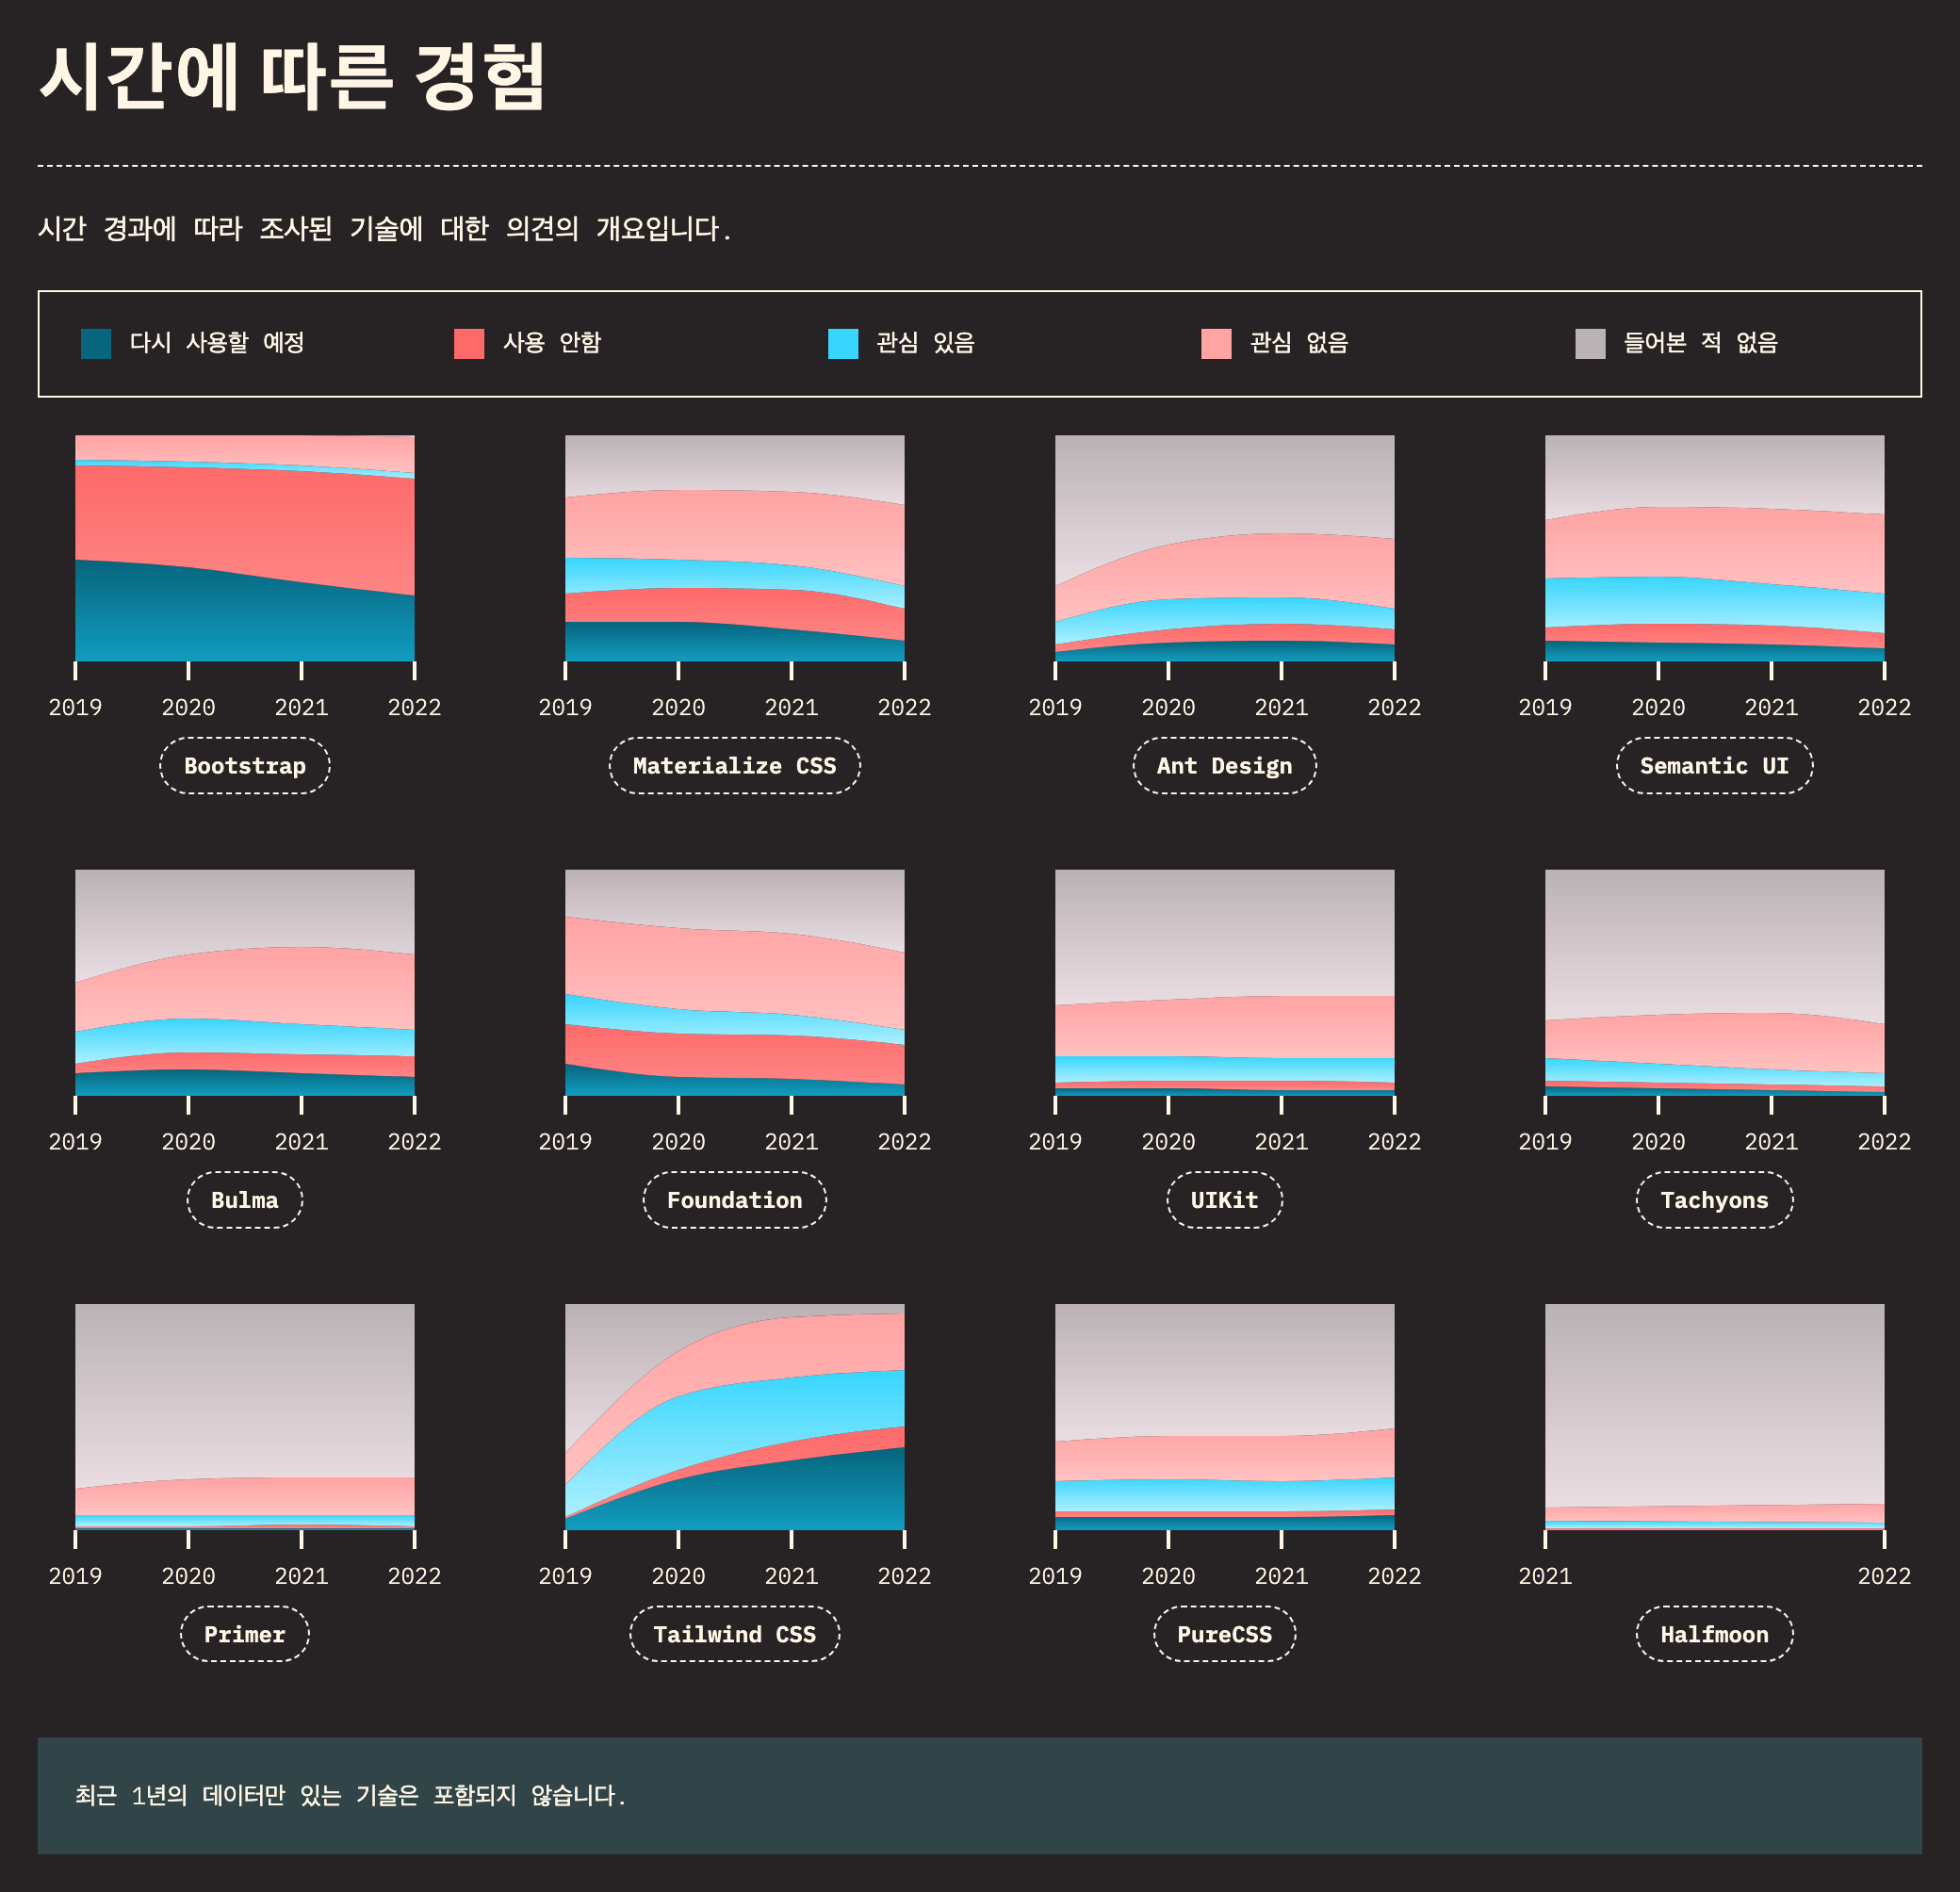 시간에 따른 경험
시간 경과에 따라 조사된 기술에 대한 의견의 개요입니다.
다시 사용할 예정 사용 안함 관심 있음 관심 없음 들어본 적 없음
2019 2020 2021 2022 2019 2020 2021 2022 2019 2020 2021 2022 2019 2020 2021 2022
Bootstrap Materialize CSS Ant Design Semantic UI
2019 2020 2021 2022 2019 2020 2021 2022 2019 2020 2021 2022 2019 2020 2021 2022
Bulma Foundation UIKit Tachyons
2019 2020 2021 2022 2019 2020 2021 2022 2019 2020 2021 2022 2021 2022
Primer Tailwind CSS PureCSS Halfmoon
최근 1년의 데이터만 있는 기술은 포함되지 않습니다.